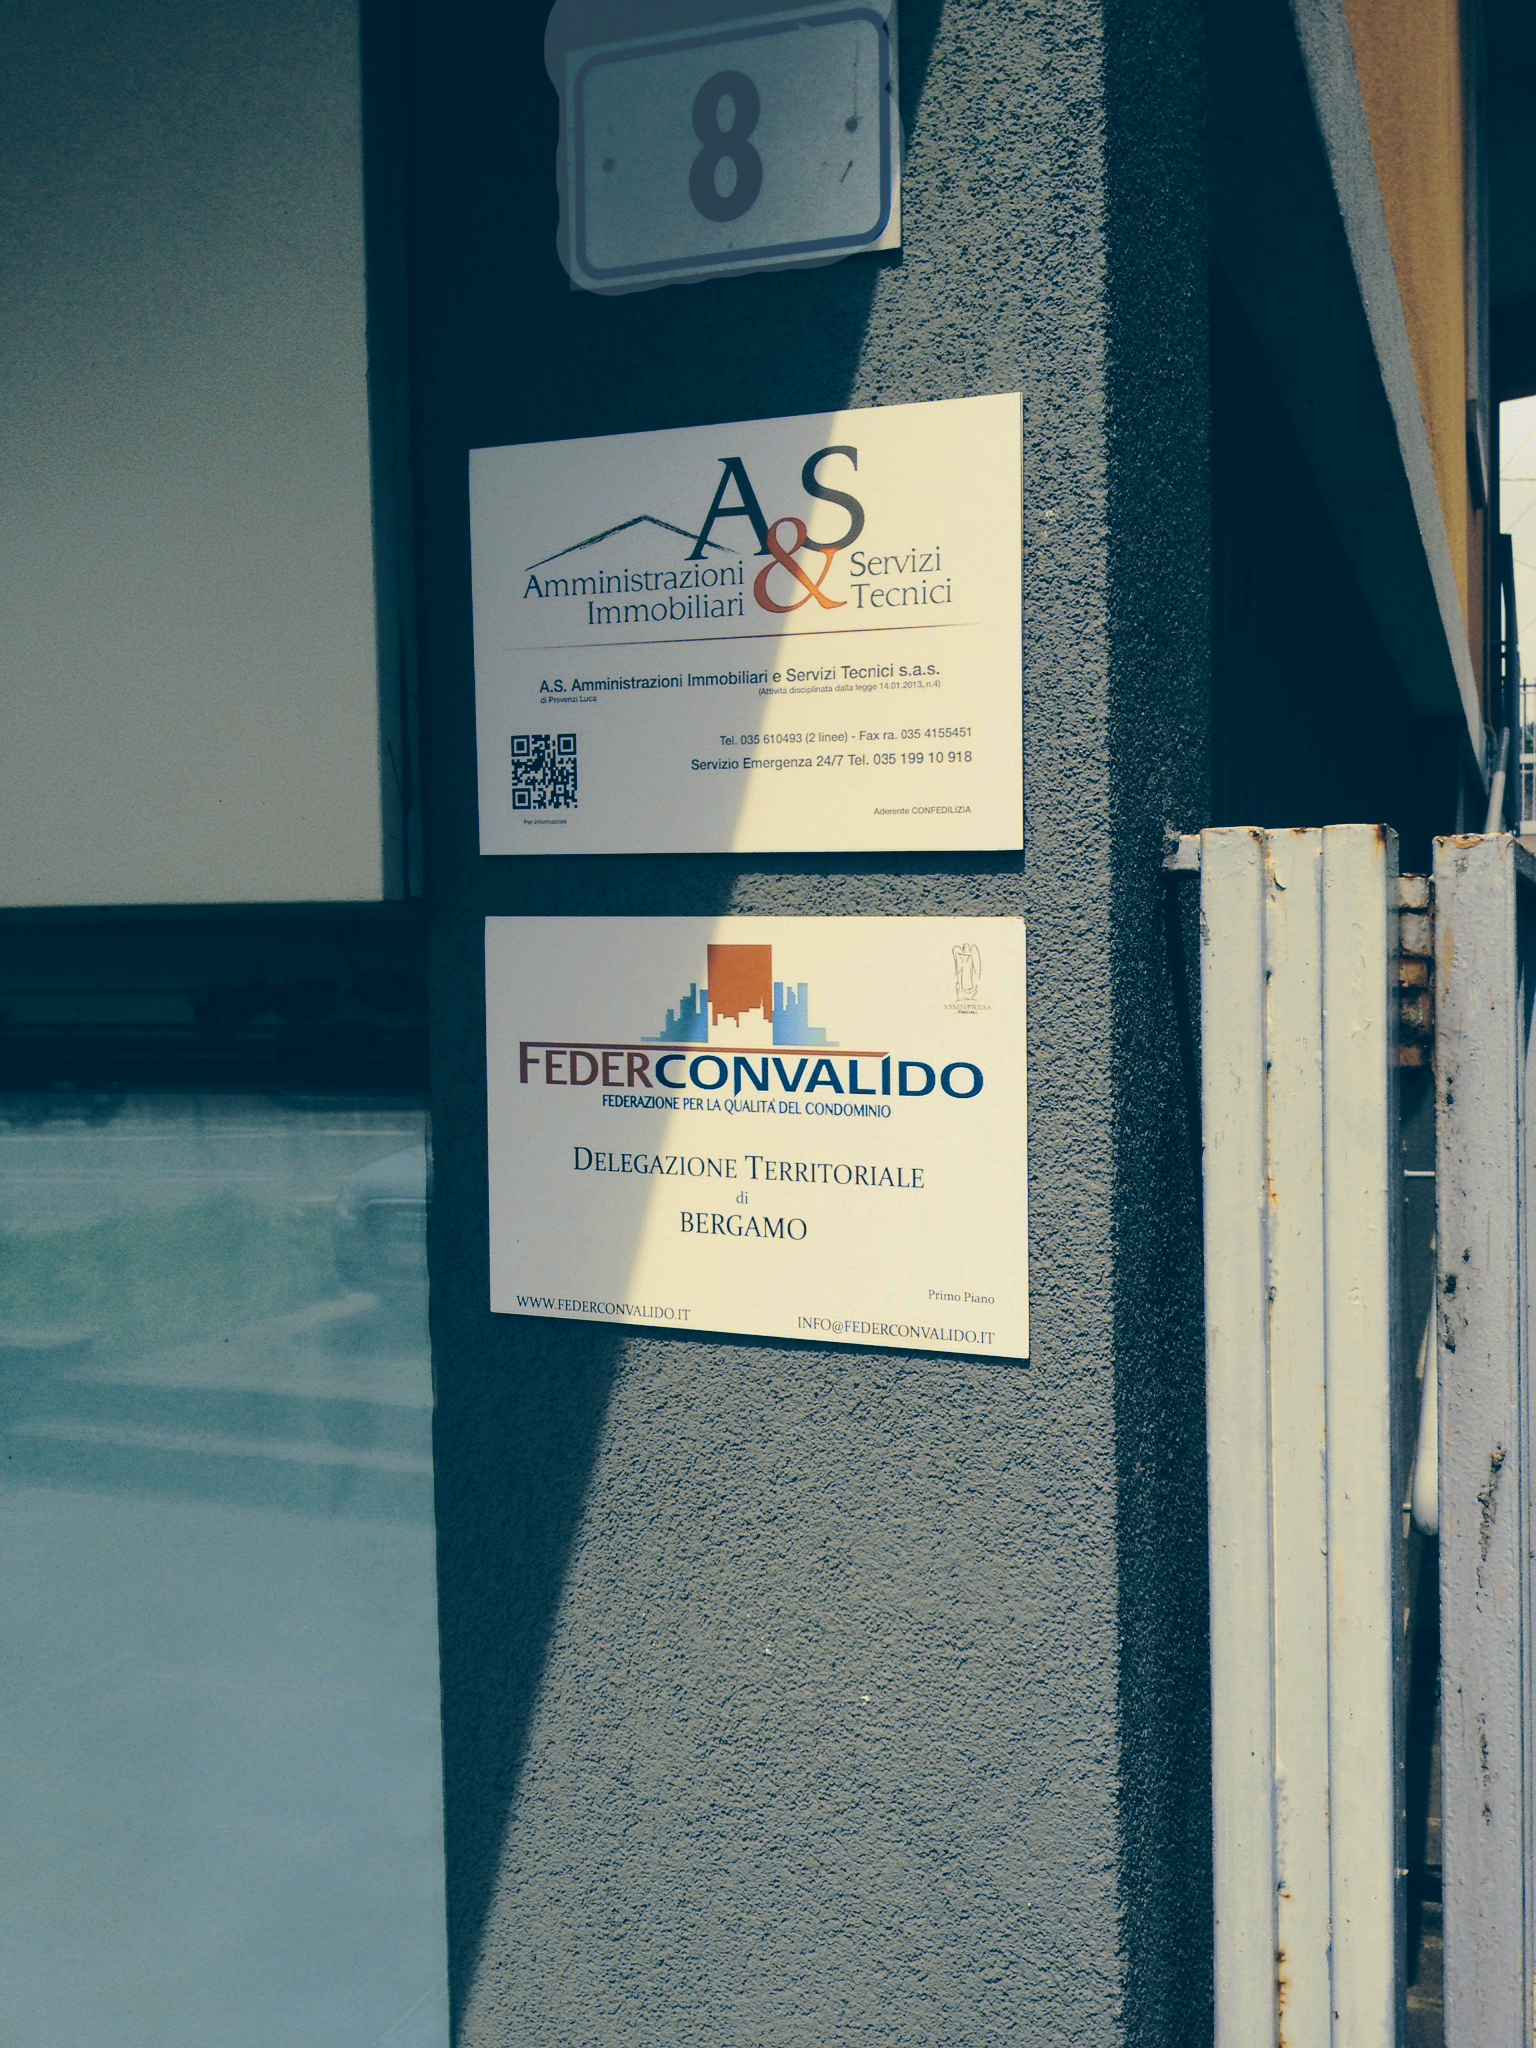 8
A S
&
Amministrazioni
Immobiliari
Servizi
Tecnici
A.S. Amministrazioni Immobiliari e Servizi Tecnici s.a.s.
di Provenzi Luca
(Attività disciplinata dalla legge 14.01.2013, n.4)
Tel. 035 610493 (2 linee) - Fax ra. 035 4155451
Servizio Emergenza 24/7 Tel. 035 199 10 918
Aderente CONFEDILIZIA
Per informazioni
FEDERCONVALIDO
FEDERAZIONE PER LA QUALITA' DEL CONDOMINIO
DELEGAZIONE TERRITORIALE
di
BERGAMO
Primo Piano
WWW.FEDERCONVALIDO.IT
INFO@FEDERCONVALIDO.IT